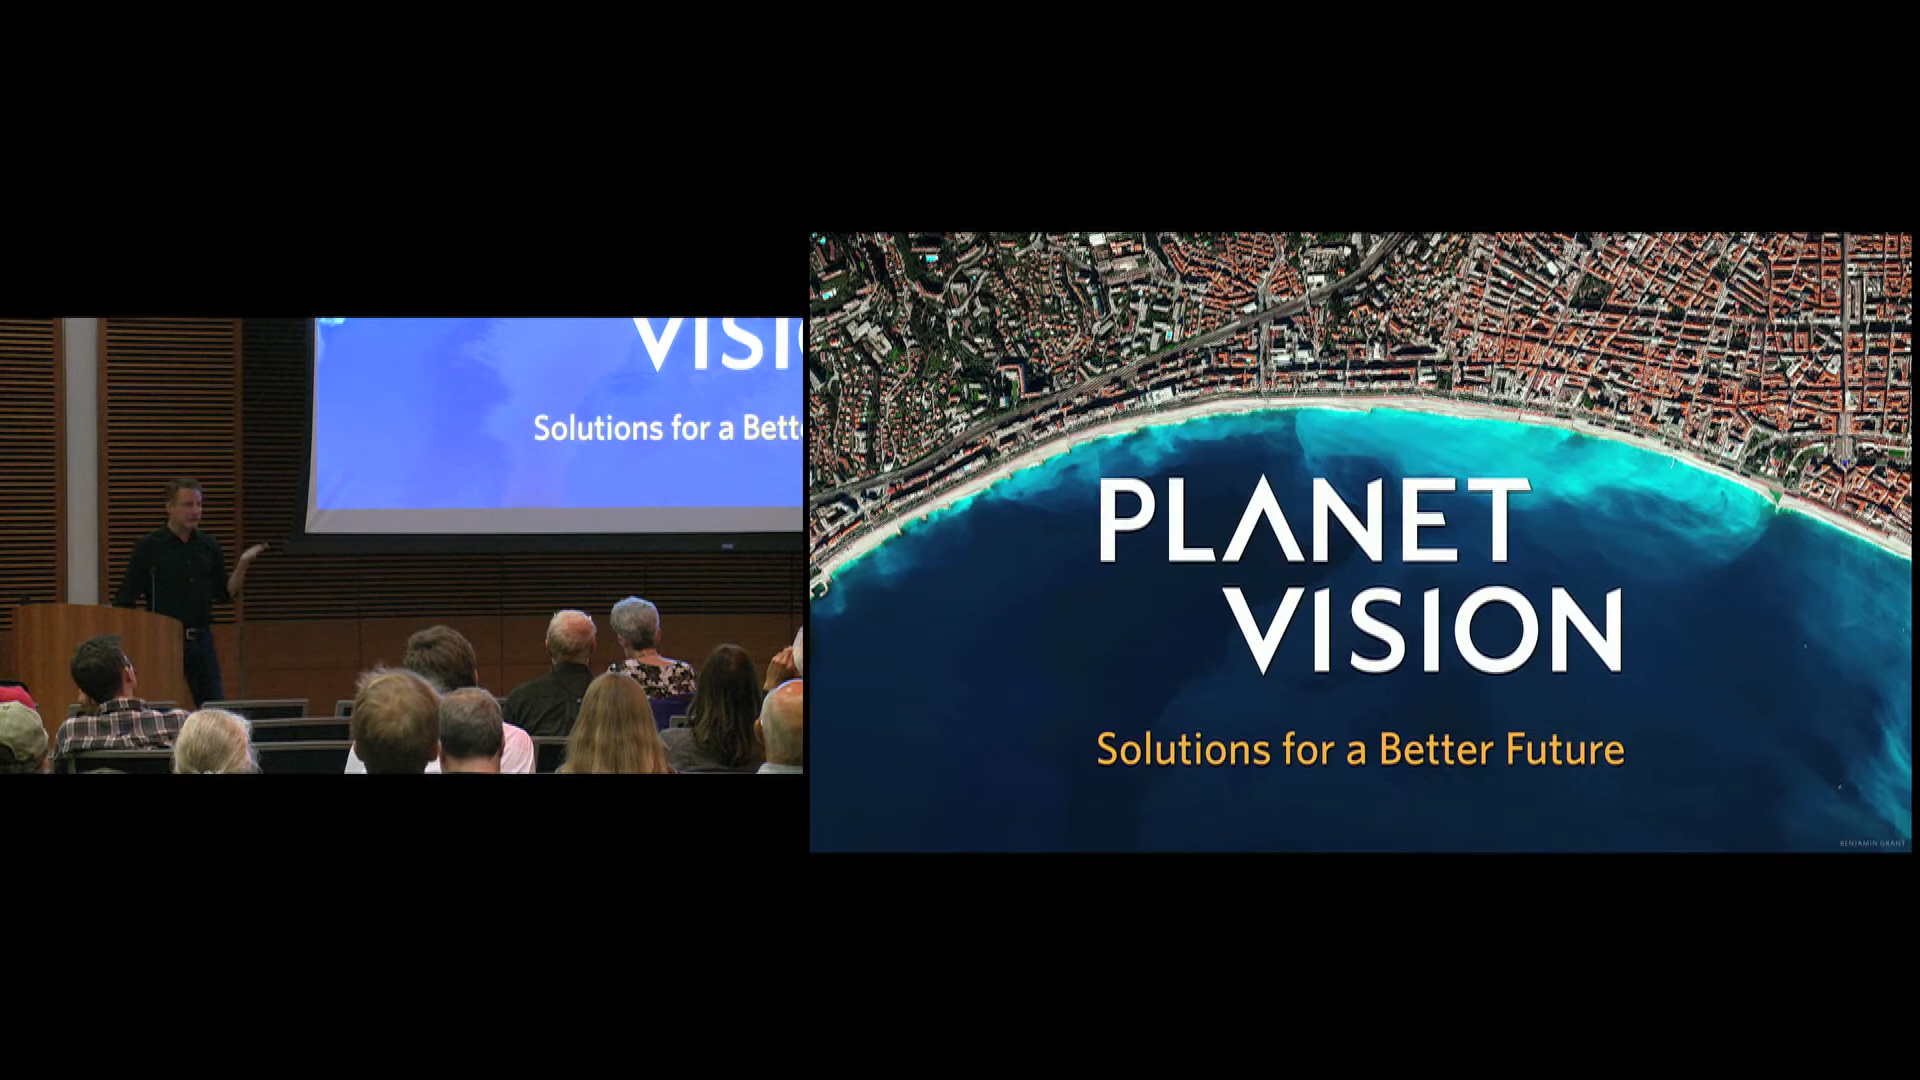 VISI
Solutions for a Bett
PLANET
VISION
Solutions for a Better Future
BENJAMIN GRANT